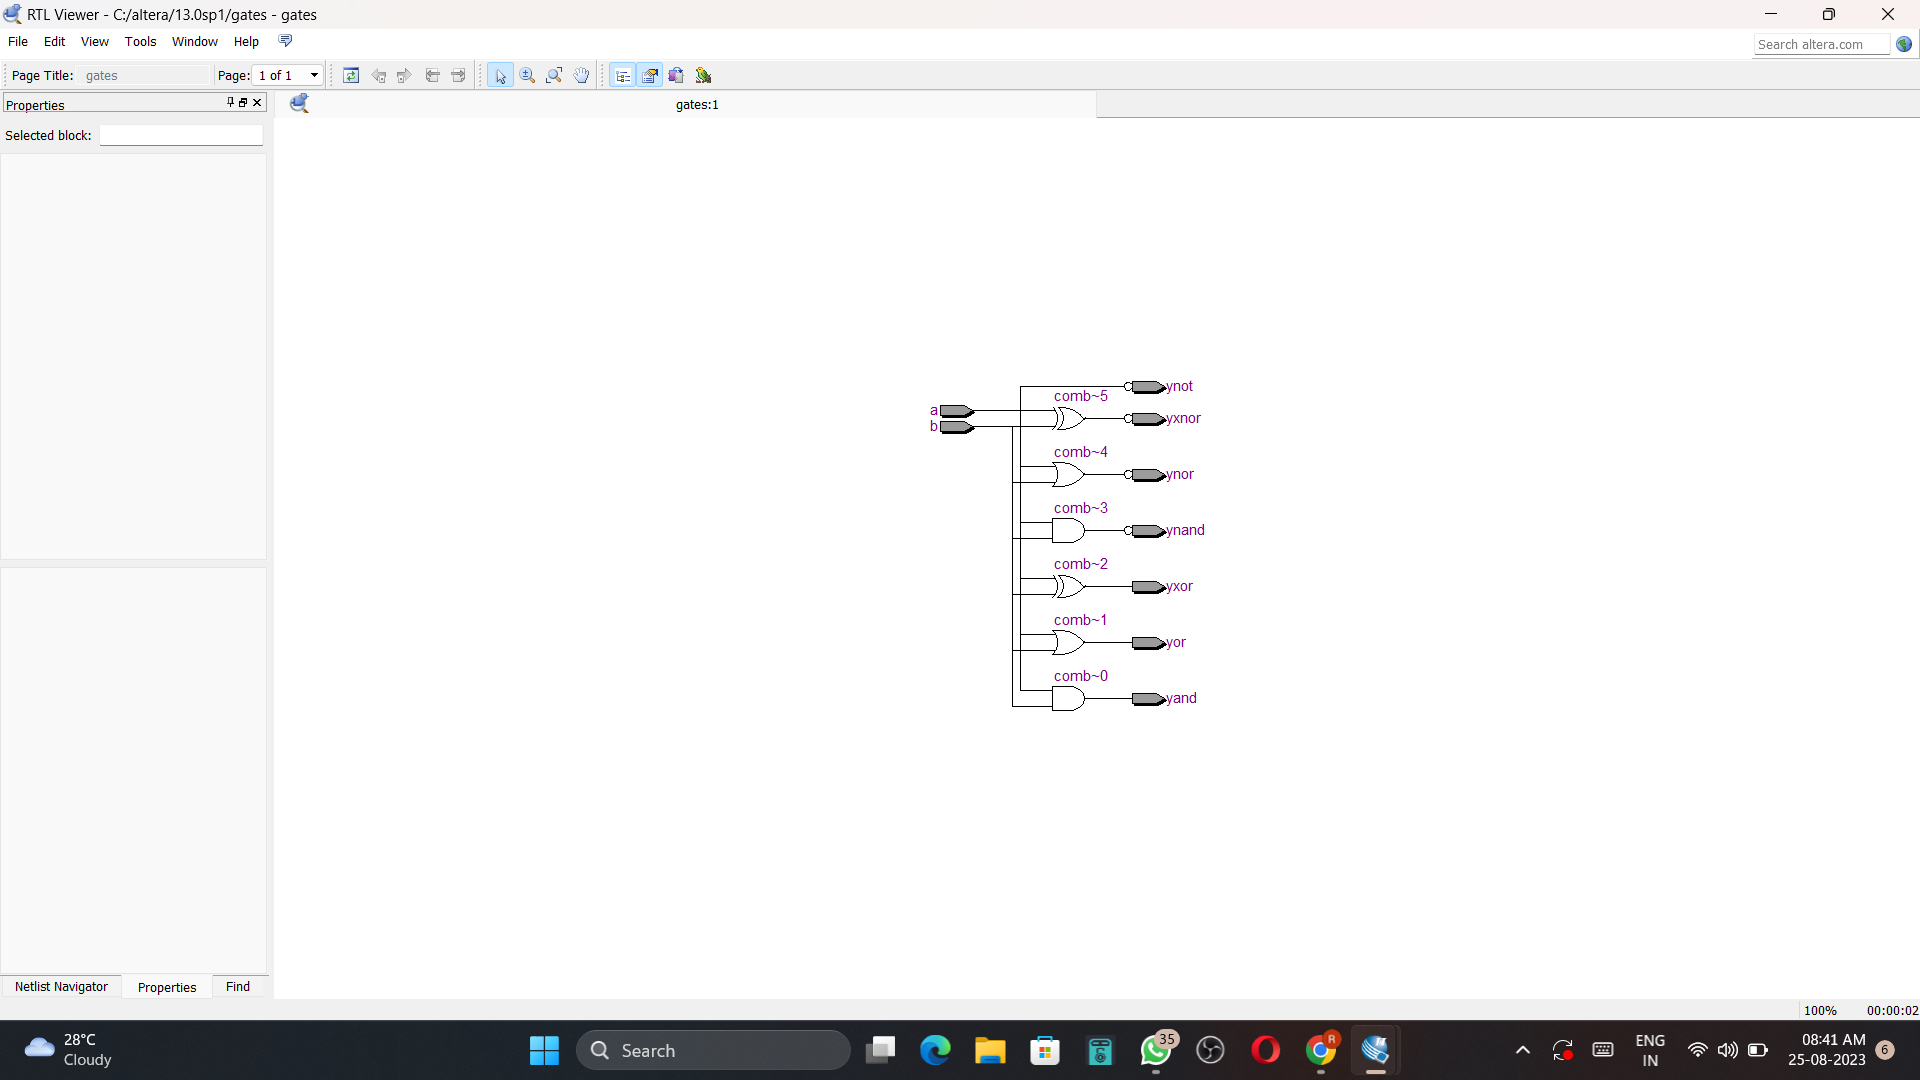 RTL Viewer - C:/altera/13.0sp1/gates - gates
File Edit View Tools Window Help
Search altera.com
Page Title: gates Page: 1 of 1
Properties
gates:1
Selected block:
ynot
comb~5
a
yxnor
b
comb~4
ynor
comb~3
ynand
comb~2
yxor
comb~1
yor
comb~0
yand
Netlist Navigator Properties Find
100% 00:00:02
28°C
Cloudy
Search
35
R
ENG
IN
08:41 AM
25-08-2023
6